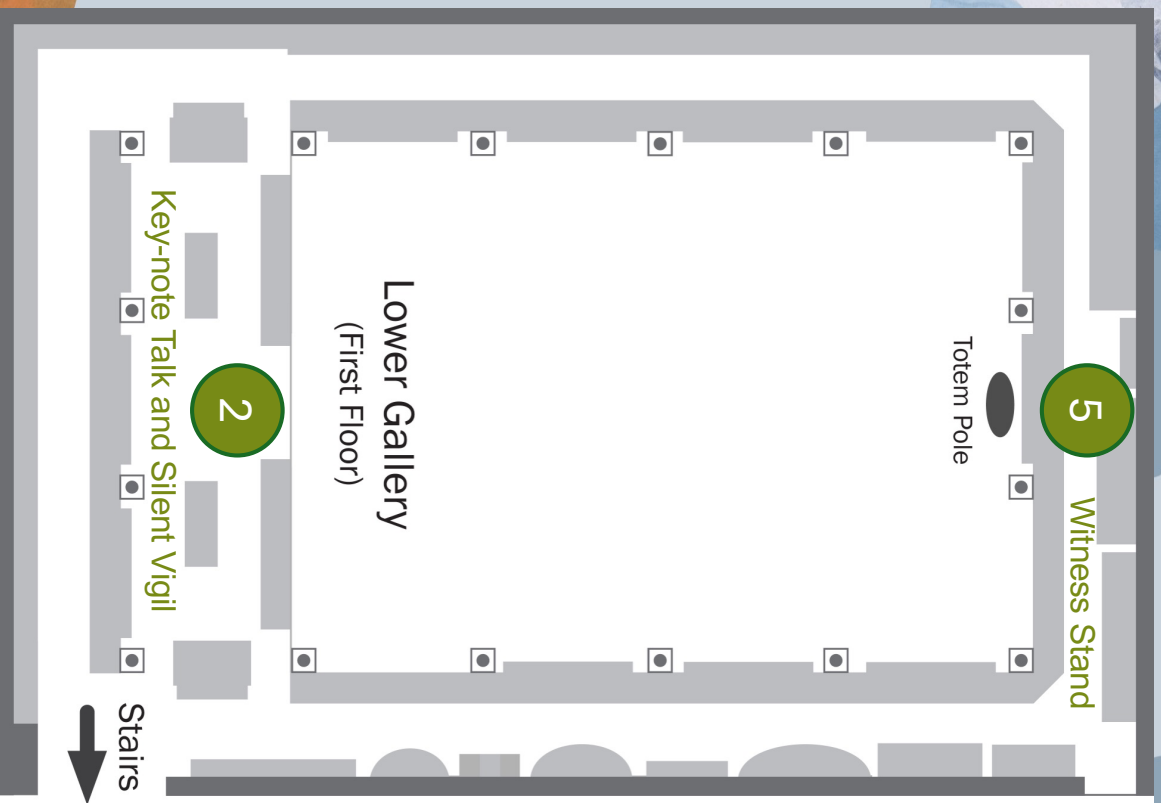 5
Witness Stand
Totem Pole
Lower Gallery
(First Floor)
2
Key-note Talk and Silent Vigil
Stairs